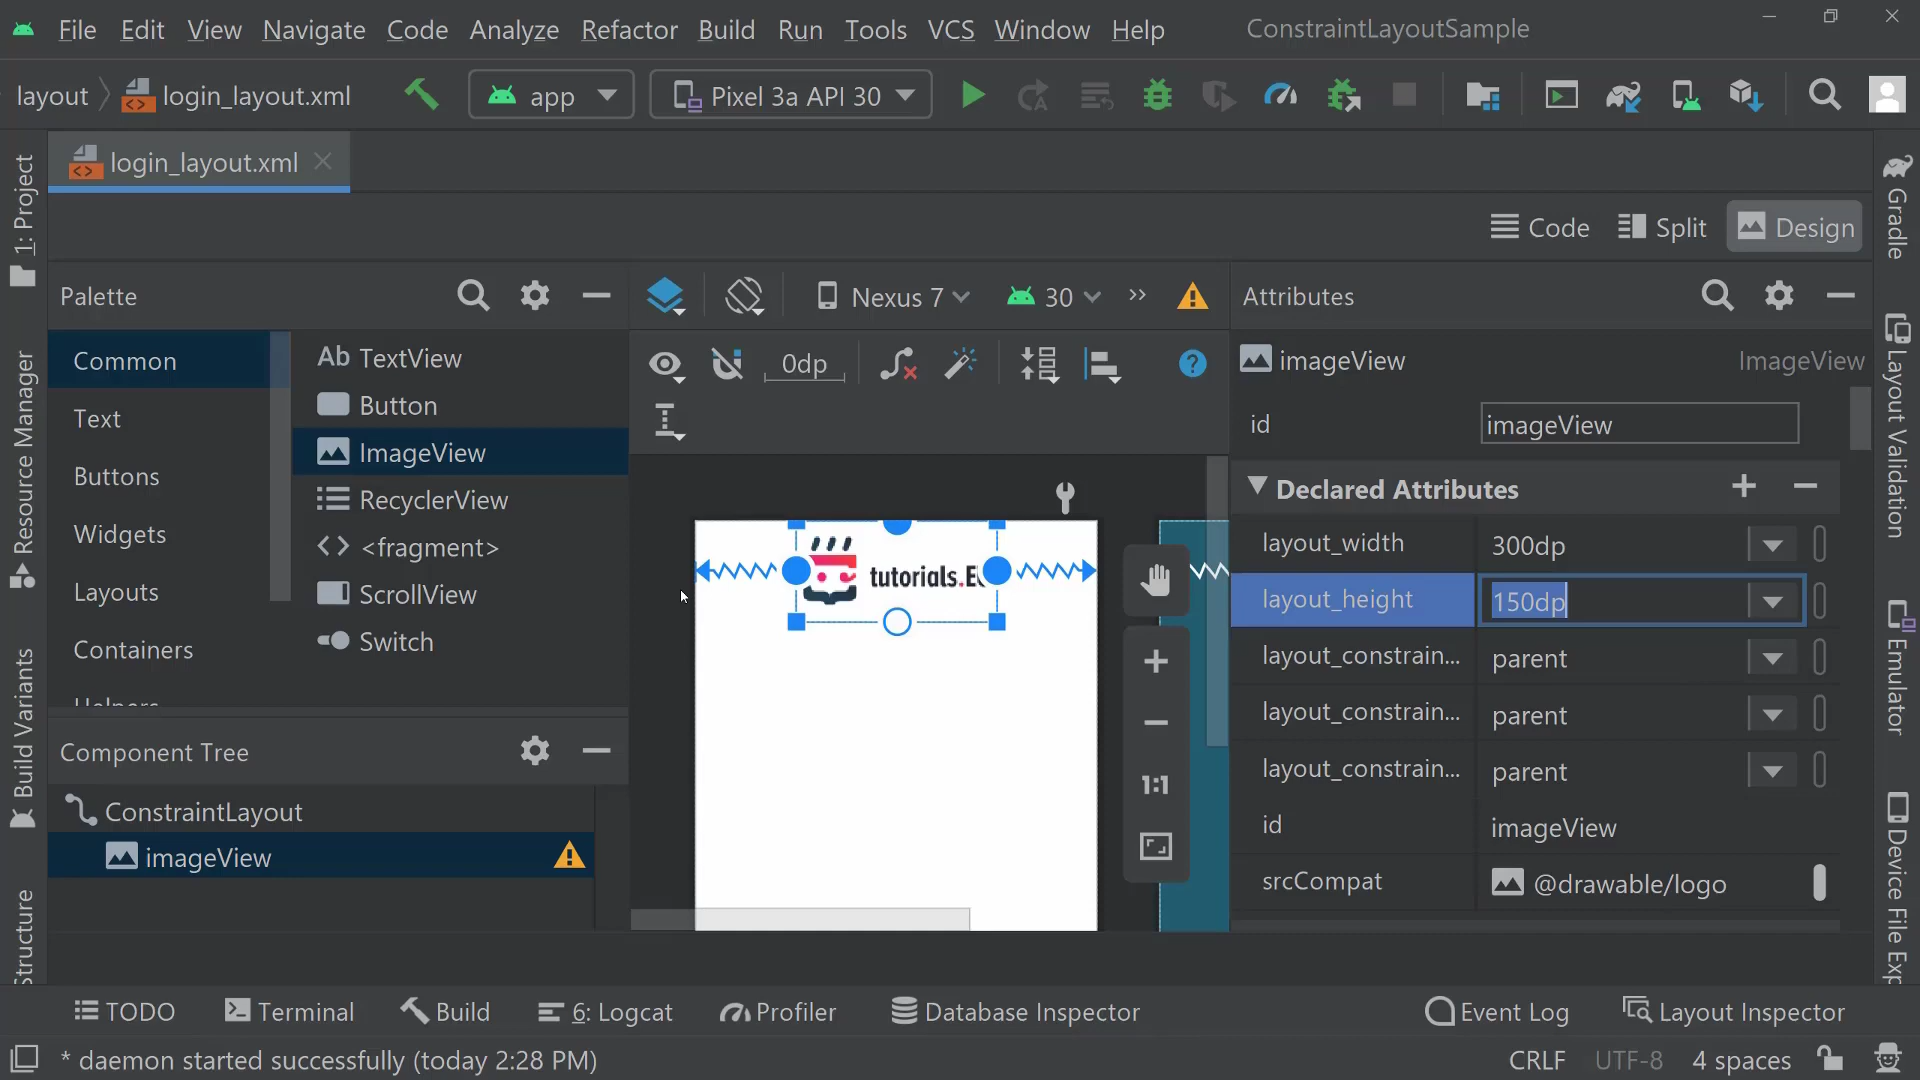 File Edit View Navigate Code Analyze Refactor Build Run Tools VCS Window Help ConstraintLayoutSample
layout login_layout.xml app Pixel 3a API 30
login_layout.xml
Code Split Design
Palette
Nexus 7 30
Attributes
Common
Text
Buttons
Widgets
Layouts
Containers
Helpers
Ab TextView
Button
ImageView
RecyclerView
<> <fragment>
ScrollView
Switch
0dp
tutorials.EU
1:1
imageView ImageView
id imageView
Declared Attributes
layout_width 300dp
layout_height 150dp
layout_constrain... parent
layout_constrain... parent
layout_constrain... parent
id imageView
srcCompat @drawable/logo
Component Tree
ConstraintLayout
imageView
1: Project
Resource Manager
Build Variants
Structure
Gradle
Layout Validation
Emulator
Device File Exp
TODO Terminal Build 6: Logcat Profiler Database Inspector Event Log Layout Inspector
* daemon started successfully (today 2:28 PM) CRLF UTF-8 4 spaces